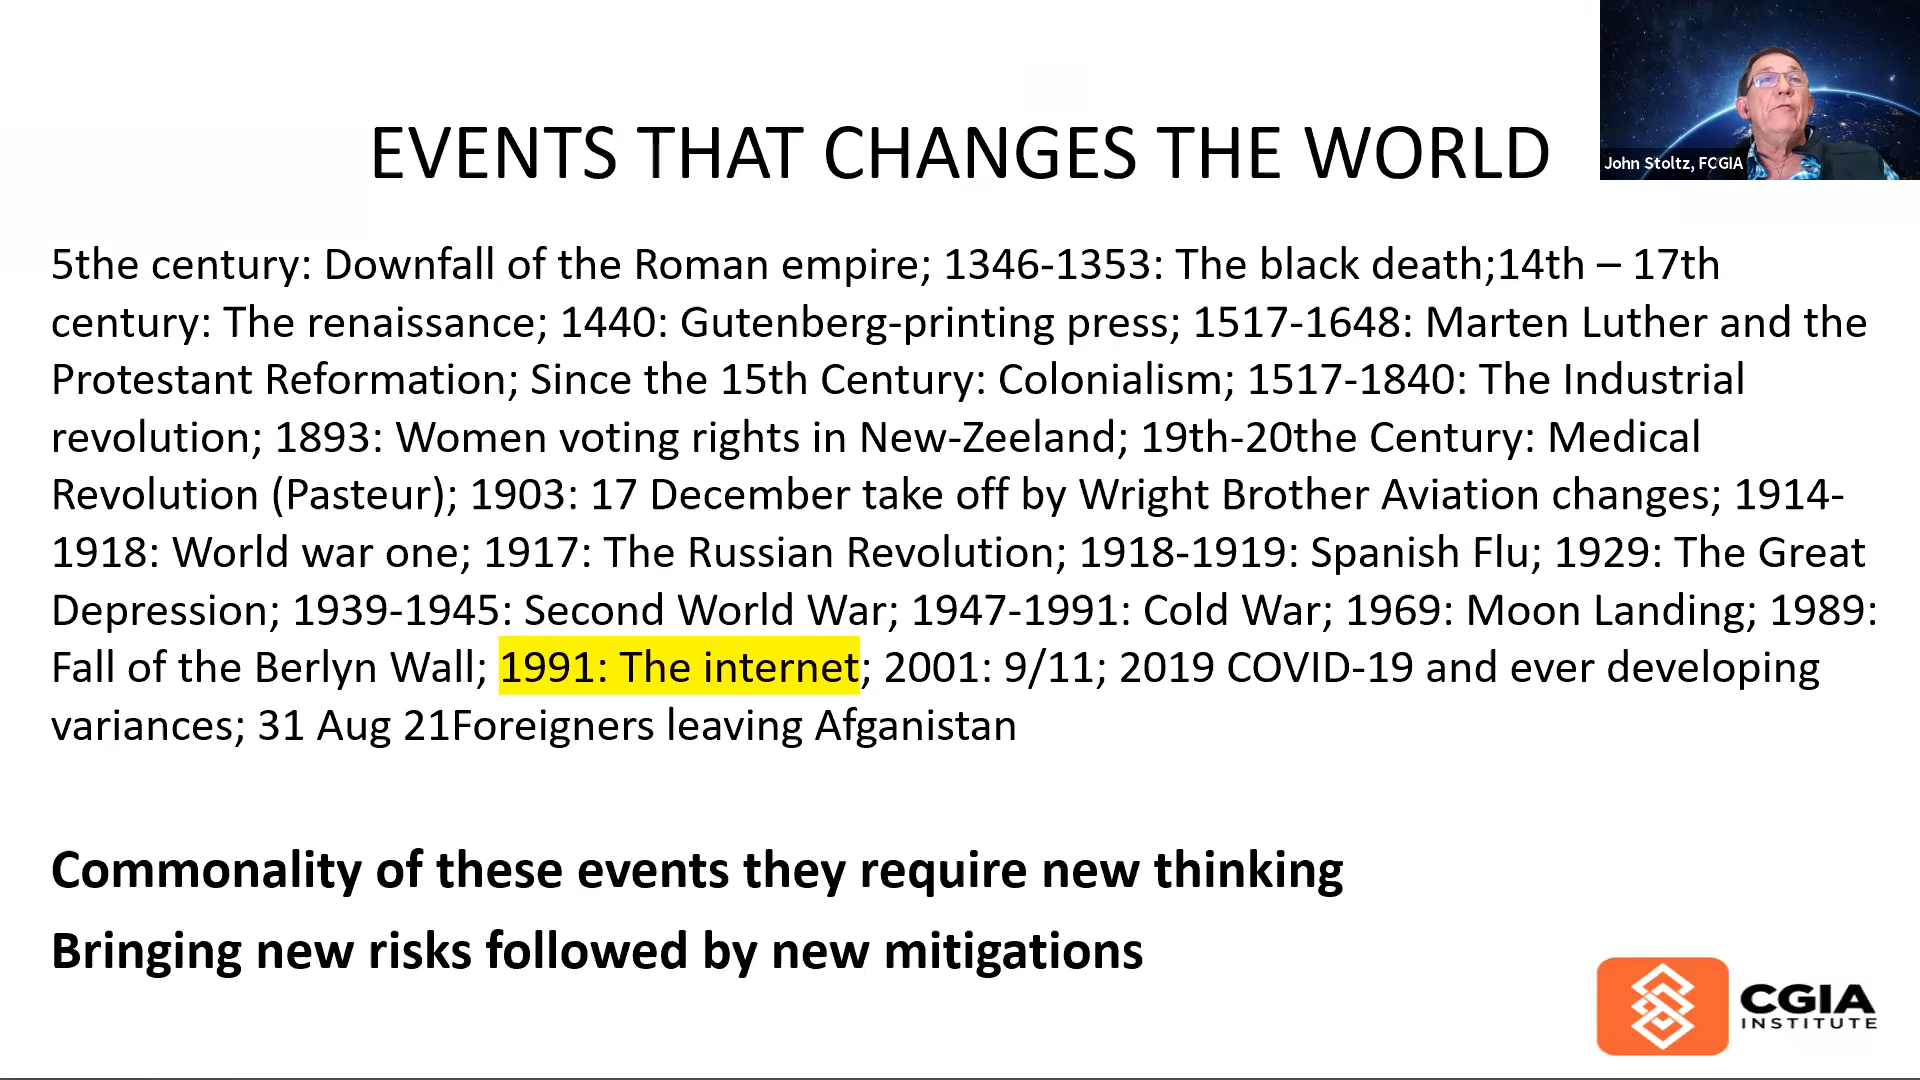 EVENTS THAT CHANGES THE WORLD
John Stoltz, FCGIA
5the century: Downfall of the Roman empire; 1346-1353: The black death;14th – 17th
century: The renaissance; 1440: Gutenberg-printing press; 1517-1648: Marten Luther and the
Protestant Reformation; Since the 15th Century: Colonialism; 1517-1840: The Industrial
revolution; 1893: Women voting rights in New-Zeeland; 19th-20the Century: Medical
Revolution (Pasteur); 1903: 17 December take off by Wright Brother Aviation changes; 1914-
1918: World war one; 1917: The Russian Revolution; 1918-1919: Spanish Flu; 1929: The Great
Depression; 1939-1945: Second World War; 1947-1991: Cold War; 1969: Moon Landing; 1989:
Fall of the Berlyn Wall; 1991: The internet; 2001: 9/11; 2019 COVID-19 and ever developing
variances; 31 Aug 21Foreigners leaving Afganistan
Commonality of these events they require new thinking
Bringing new risks followed by new mitigations
CGIA
INSTITUTE